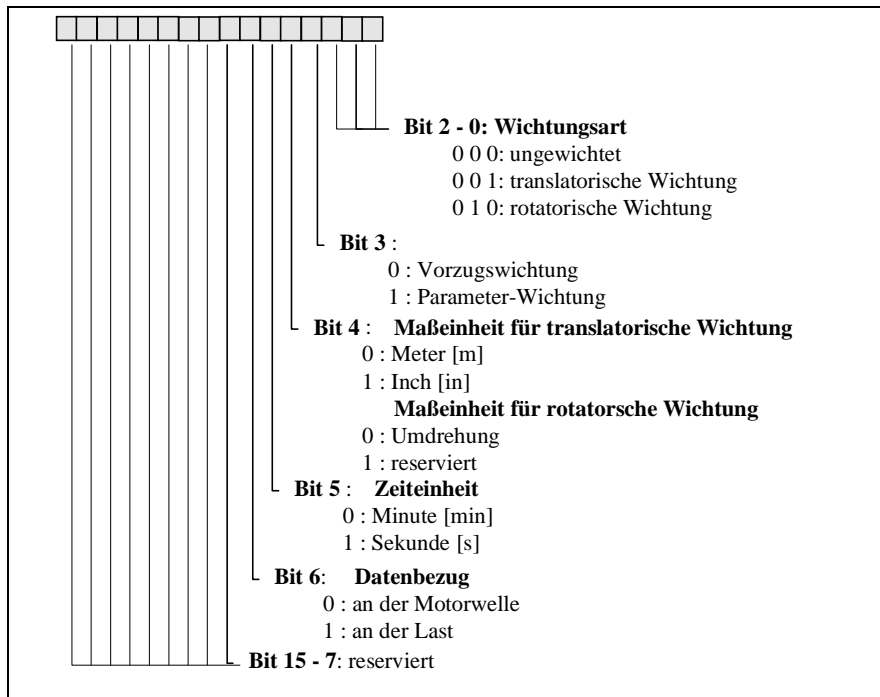 Bit 2 - 0: Wichtungsart
0 0 0: ungewichtet
0 0 1: translatorische Wichtung
0 1 0: rotatorische Wichtung
Bit 3 :
0 : Vorzugswichtung
1 : Parameter-Wichtung
Bit 4 : Maßeinheit für translatorische Wichtung
0 : Meter [m]
1 : Inch [in]
Maßeinheit für rotatorsche Wichtung
0 : Umdrehung
1 : reserviert
Bit 5 : Zeiteinheit
0 : Minute [min]
1 : Sekunde [s]
Bit 6: Datenbezug
0 : an der Motorwelle
1 : an der Last
Bit 15 - 7: reserviert